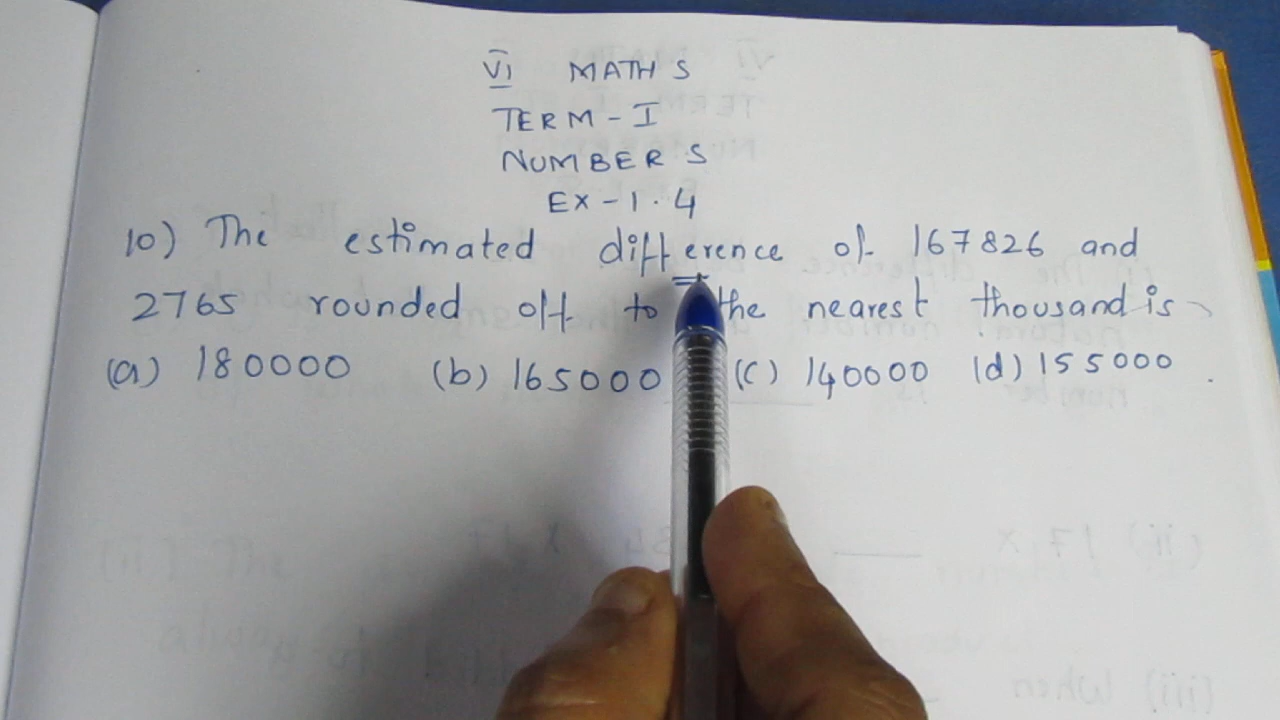 VI MATHS
TERM - I
NUMBERS
EX - 1.4
10) The estimated difference of 167826 and
2765 rounded off to the nearest thousand is
(a) 180000 (b) 165000 (c) 140000 (d) 155000.